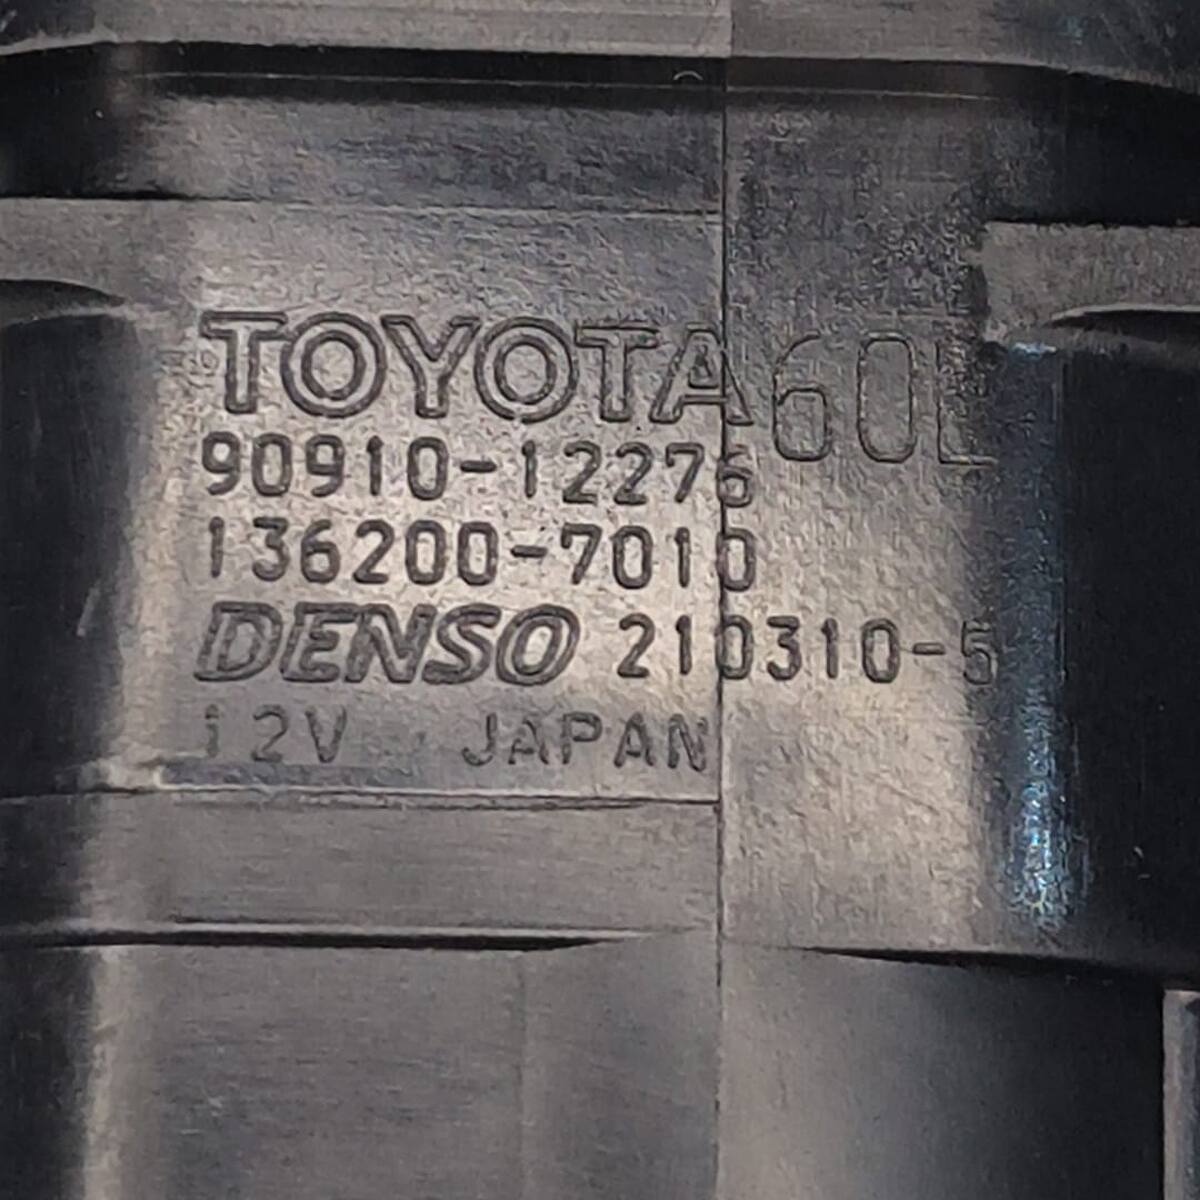 TOYOTA 60L
90910-12276
136200-7010
DENSO 210310-5
12V JAPAN